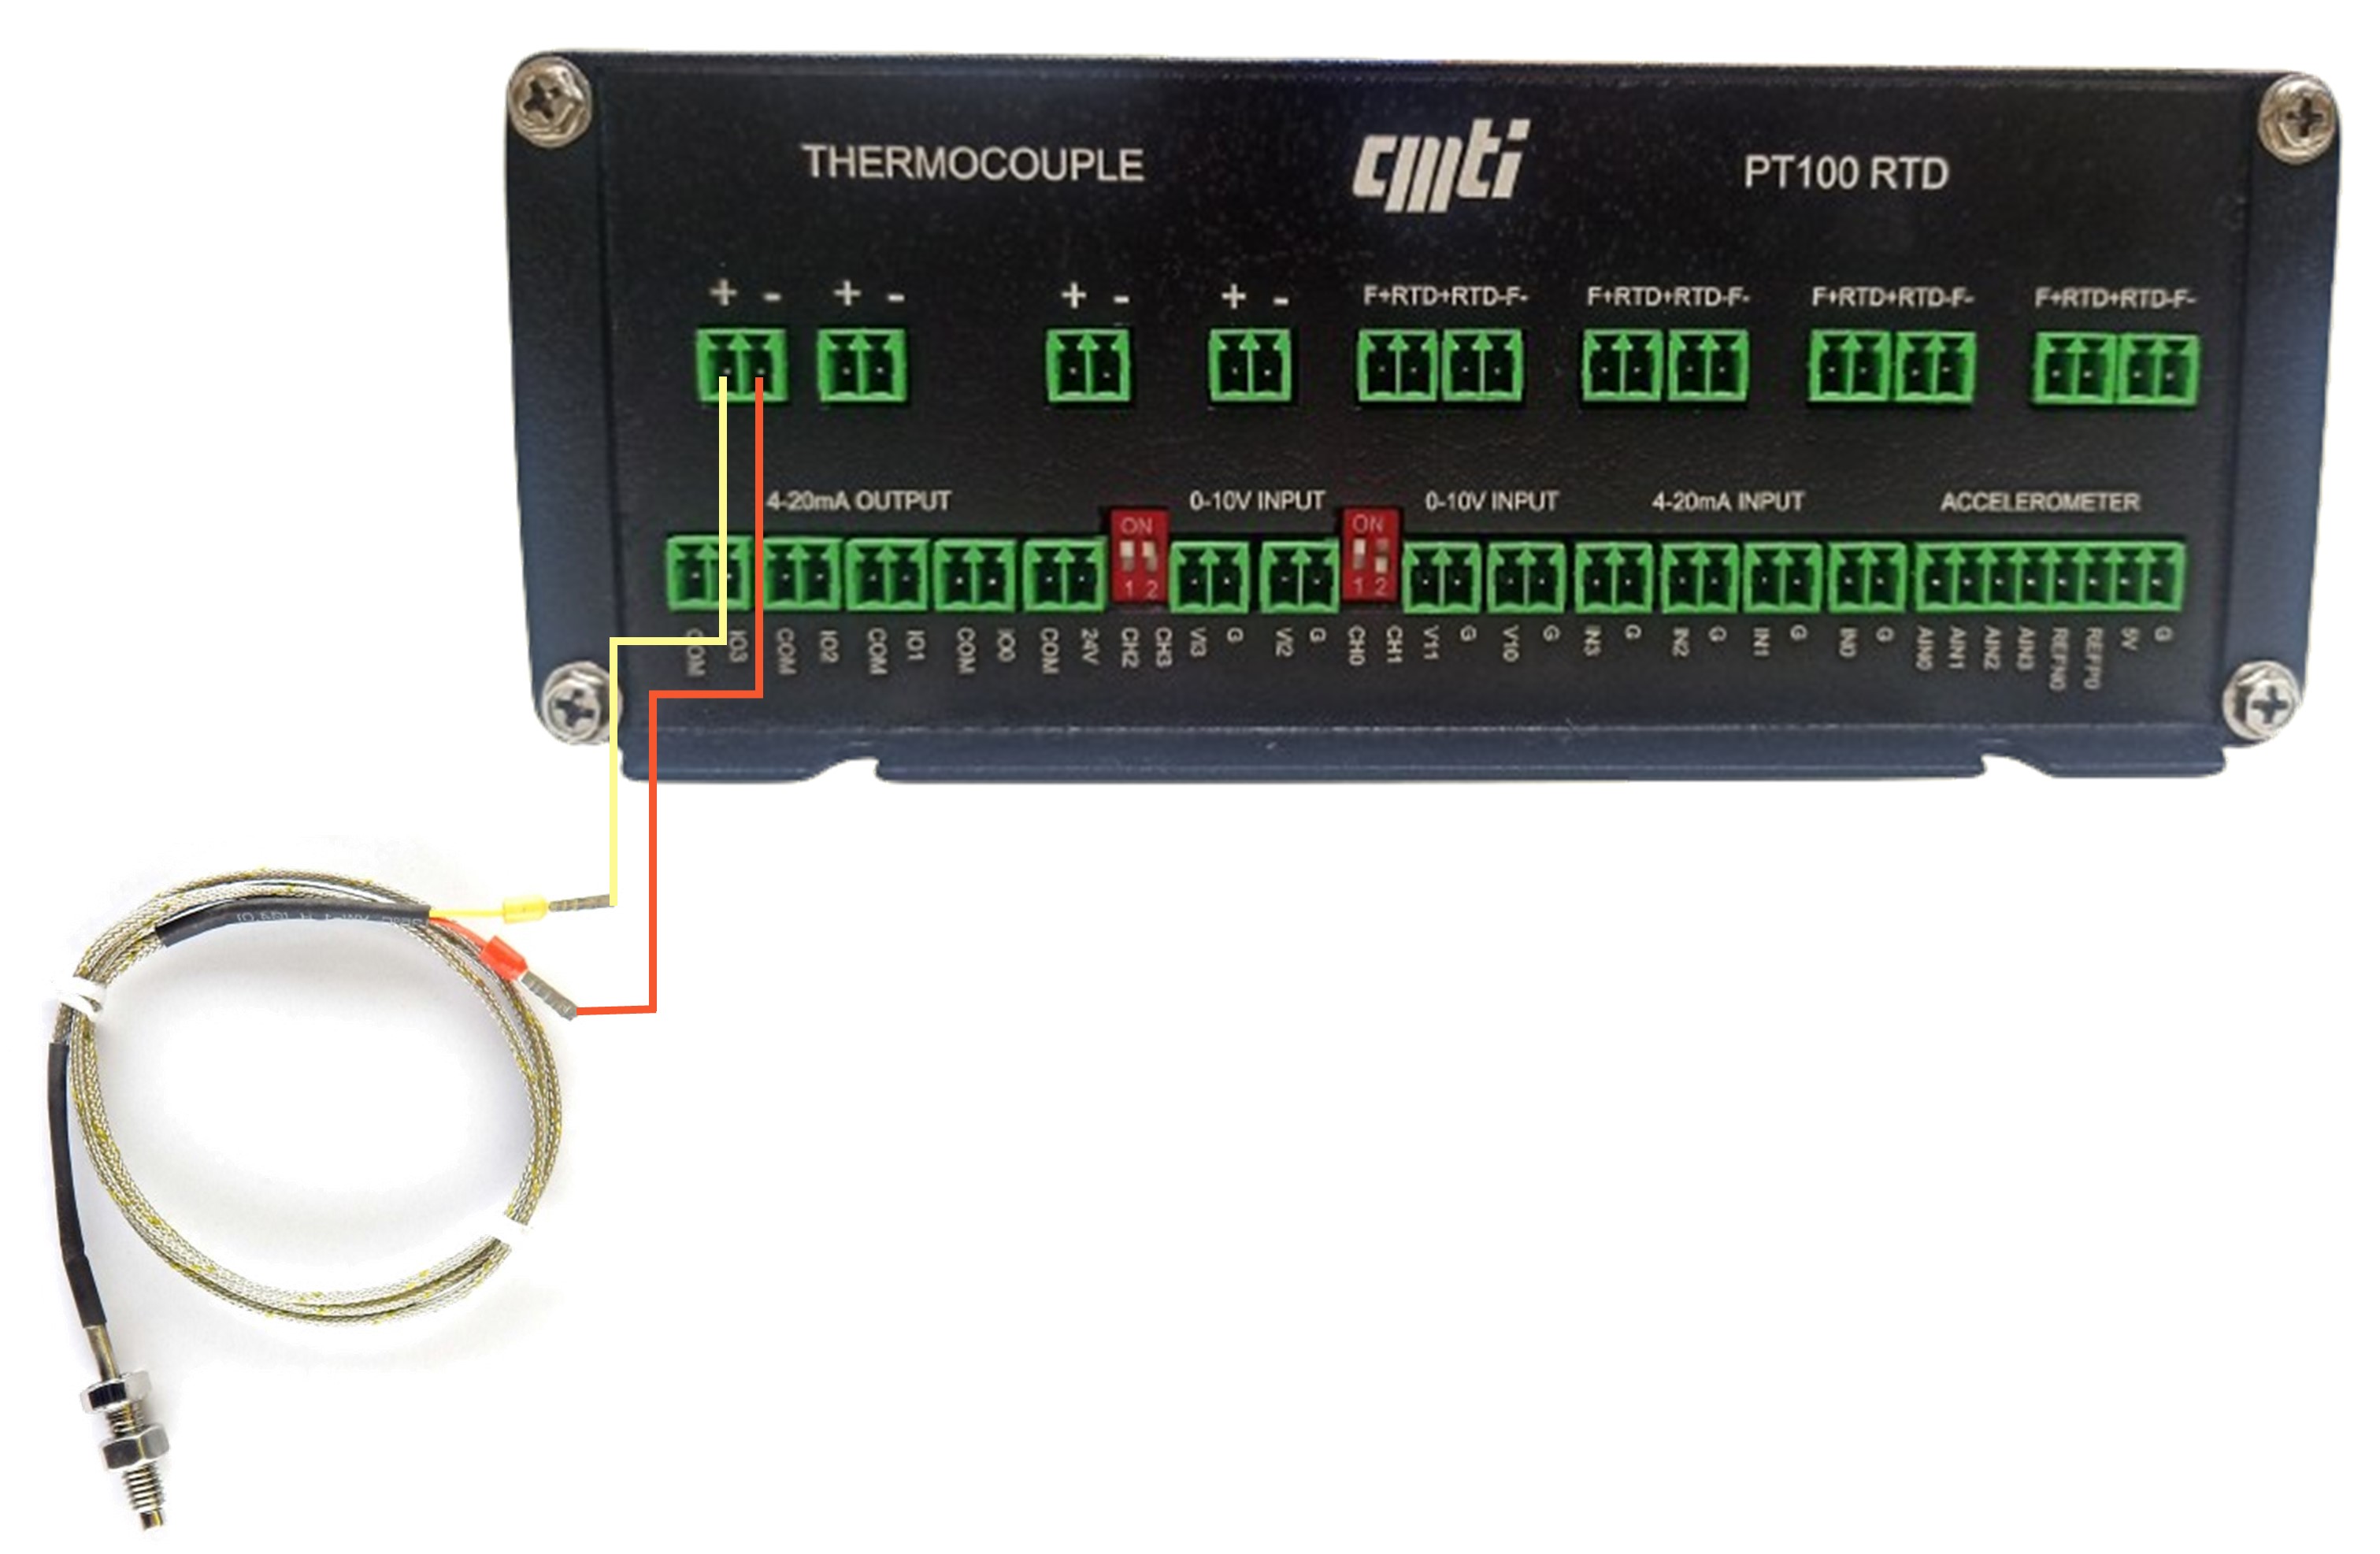 THERMOCOUPLE cmti PT100 RTD
+ - + - + - + - F+RTD+RTD-F- F+RTD+RTD-F- F+RTD+RTD-F- F+RTD+RTD-F-
4-20mA OUTPUT 0-10V INPUT 0-10V INPUT 4-20mA INPUT ACCELEROMETER
ON ON
1 2 1 2
COM IO3 COM IO2 COM IO1 COM IO0 COM 24V CH2 CH3 VI3 G VI2 G CH0 CH1 V11 G V10 G IN3 G IN2 G IN1 G IN0 G AIN0 AIN1 AIN2 AIN3 REFN0 REFP0 5V G